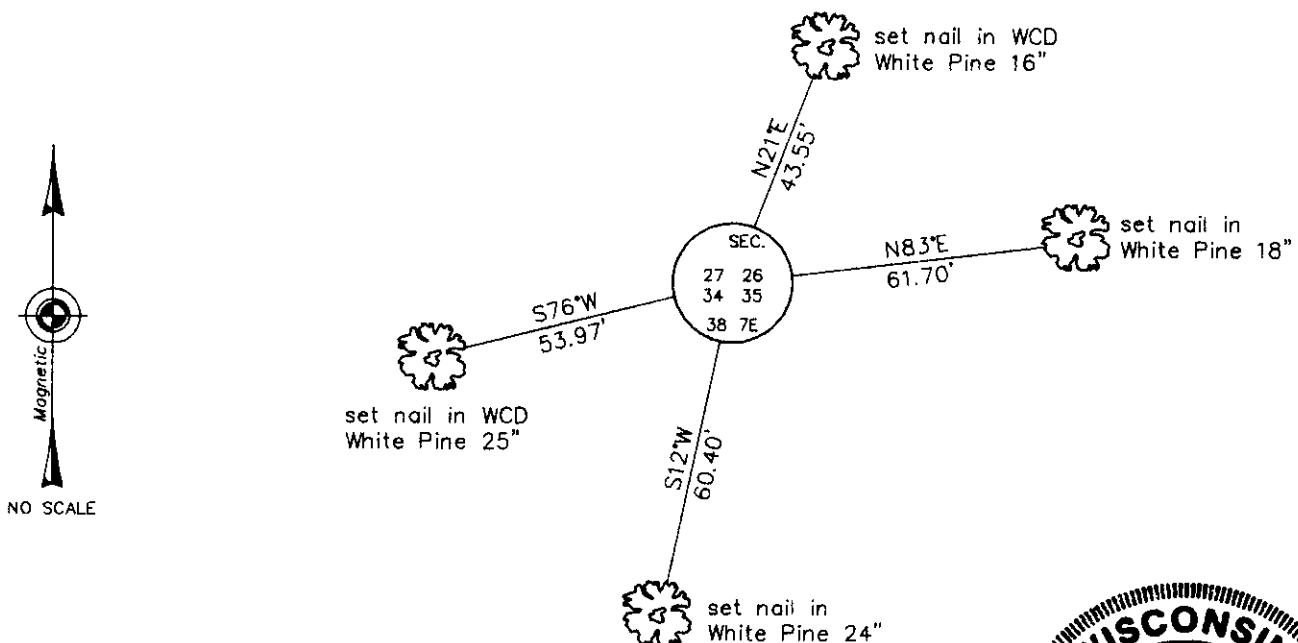 set nail in WCD
White Pine 16"
N21°E
43.55'
SEC.
27 26
34 35
38 7E
N83°E
61.70'
set nail in
White Pine 18"
S76°W
53.97'
set nail in WCD
White Pine 25"
S12°W
60.40'
set nail in
White Pine 24"
Magnetic
NO SCALE